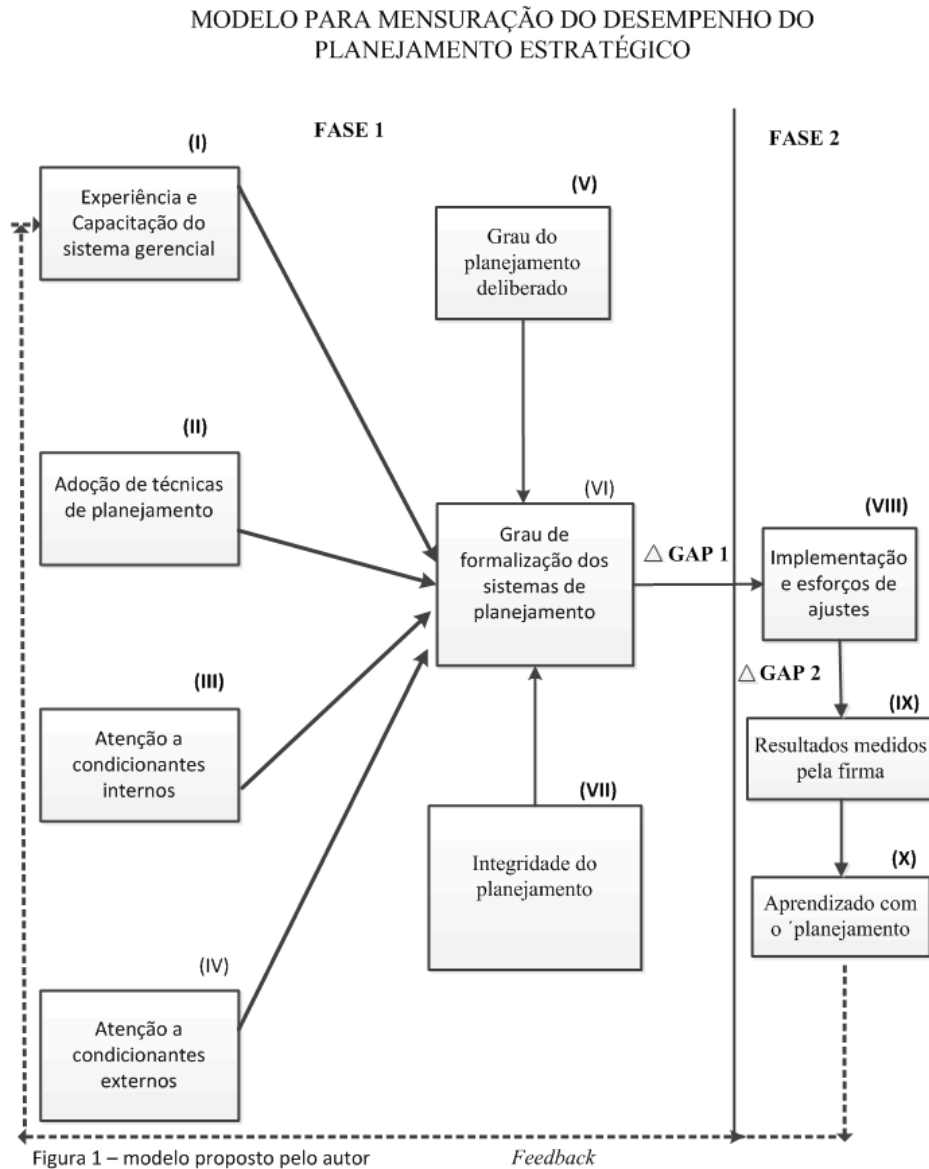 MODELO PARA MENSURAÇÃO DO DESEMPENHO DO
PLANEJAMENTO ESTRATÉGICO
FASE 1
FASE 2
(I)
Experiência e
Capacitação do
sistema gerencial
(V)
Grau do
planejamento
deliberado
(II)
Adoção de técnicas
de planejamento
(VI)
Grau de
formalização dos
sistemas de
planejamento
△ GAP 1
(VIII)
Implementação
e esforços de
ajustes
△ GAP 2
(III)
Atenção a
condicionantes
internos
(IX)
Resultados medidos
pela firma
(VII)
Integridade do
planejamento
(X)
Aprendizado com
o ´planejamento
(IV)
Atenção a
condicionantes
externos
Figura 1 – modelo proposto pelo autor
Feedback